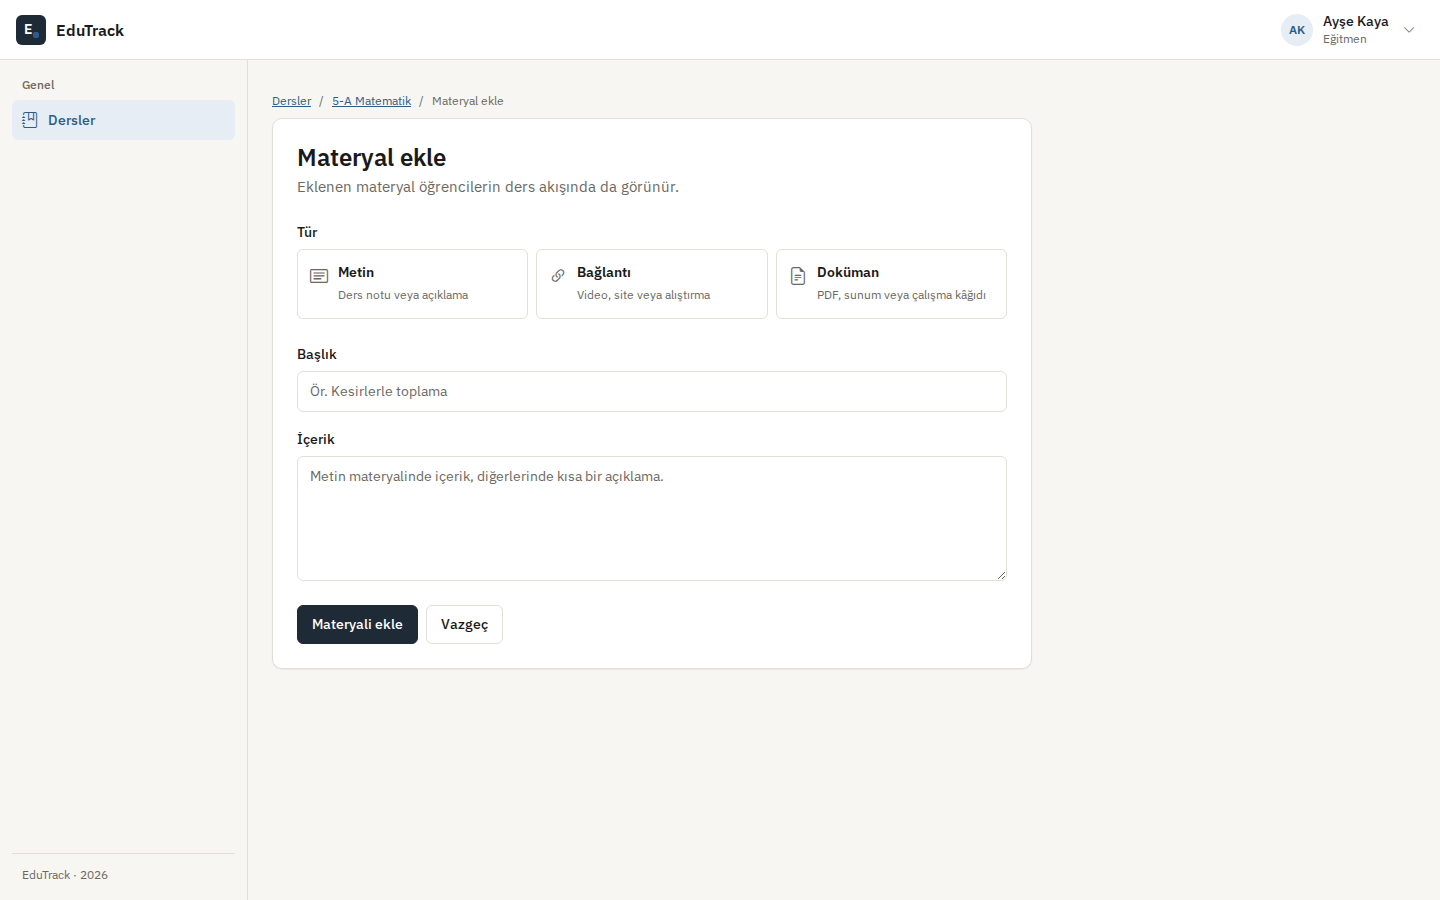 E.
EduTrack
AK
Ayşe Kaya
Eğitmen
Genel
Dersler
Dersler / 5-A Matematik / Materyal ekle
Materyal ekle
Eklenen materyal öğrencilerin ders akışında da görünür.
Tür
Metin
Ders notu veya açıklama
Bağlantı
Video, site veya alıştırma
Doküman
PDF, sunum veya çalışma kâğıdı
Başlık
Ör. Kesirlerle toplama
İçerik
Metin materyalinde içerik, diğerlerinde kısa bir açıklama.
Materyali ekle
Vazgeç
EduTrack · 2026